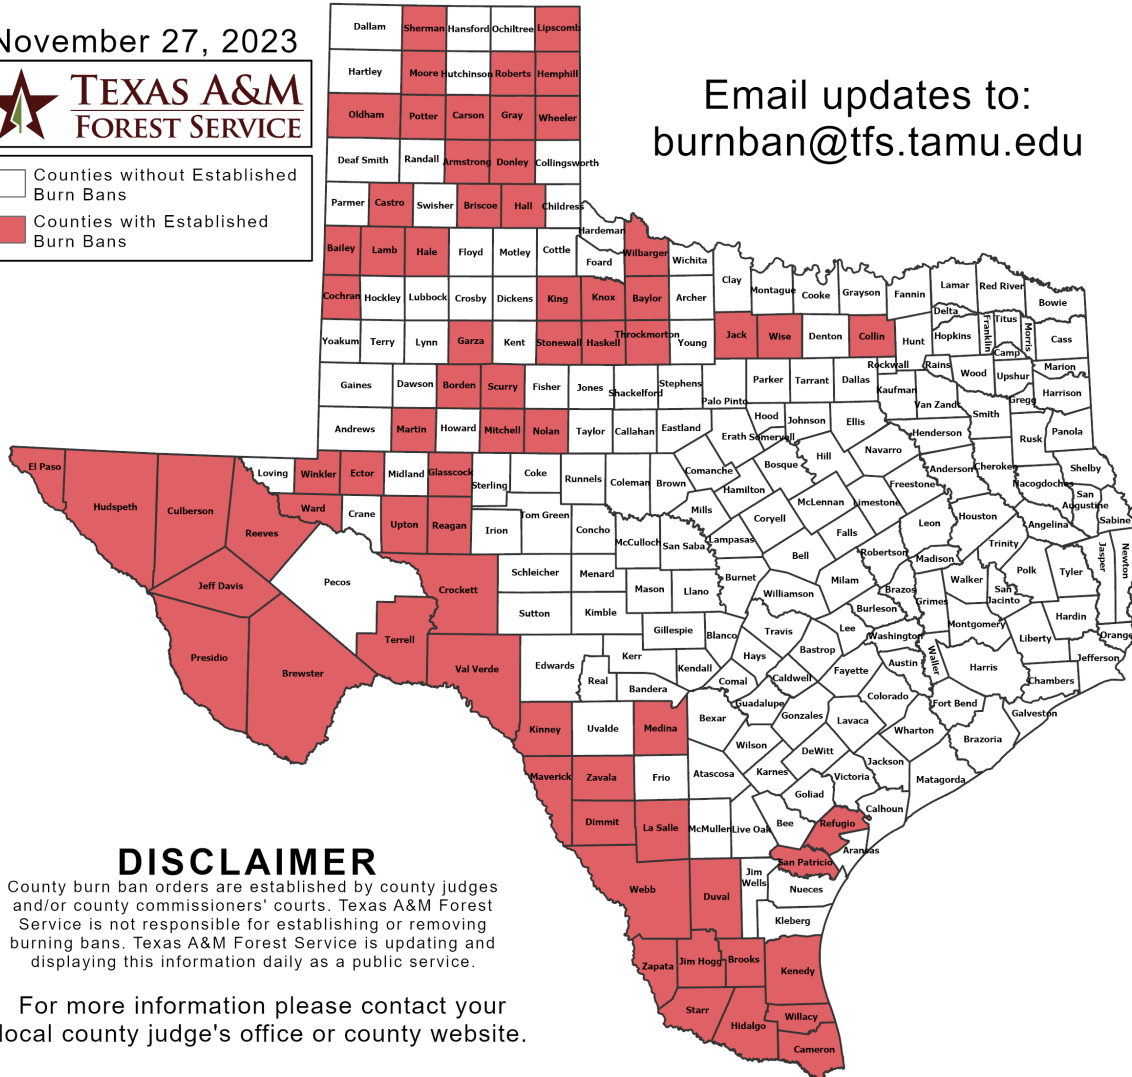 November 27, 2023
TEXAS A&M
FOREST SERVICE
Counties without Established
Burn Bans
Counties with Established
Burn Bans
Email updates to:
burnban@tfs.tamu.edu
Dallam Sherman Hansford Ochiltree Lipscomb
Hartley Moore Hutchinson Roberts Hemphill
Oldham Potter Carson Gray Wheeler
Deaf Smith Randall Armstrong Donley Collingsworth
Parmer Castro Swisher Briscoe Hall Childress
Hardeman
Bailey Lamb Hale Floyd Motley Cottle Foard Wilbarger Wichita
Clay Montague Cooke Grayson Fannin Lamar Red River Bowie
Cochran Hockley Lubbock Crosby Dickens King Knox Baylor Archer
Delta Franklin Titus Morris
Yoakum Terry Lynn Garza Kent Stonewall Haskell Throckmorton Young Jack Wise Denton Collin Hunt Hopkins Cass
Camp
Rockwall Rains Wood Upshur Marion
Gaines Dawson Borden Scurry Fisher Jones Shackelford Stephens Palo Pinto Parker Tarrant Dallas Kaufman Van Zandt Smith Gregg Harrison
Andrews Martin Howard Mitchell Nolan Taylor Callahan Eastland Erath Somervell Hood Johnson Ellis Henderson Rusk Panola
El Paso Hudspeth Culberson Reeves Loving Winkler Ector Midland Glasscock Sterling Coke Runnels Coleman Brown Comanche Bosque Hill Navarro Anderson Cherokee Shelby
Hamilton Freestone Nacogdoches San Augustine Sabine
Ward Crane Upton Reagan Irion Tom Green Concho McCulloch San Saba Mills Lampasas Coryell McLennan Limestone Falls Leon Houston Angelina
Jeff Davis Pecos Crockett Schleicher Menard Mason Llano Burnet Bell Milam Robertson Madison Trinity Polk Tyler Jasper Newton
Sutton Kimble Williamson Brazos Burleson Grimes Walker San Jacinto Hardin
Presidio Brewster Terrell Val Verde Edwards Gillespie Blanco Travis Lee Washington Montgomery Liberty Orange
Real Kerr Kendall Hays Bastrop Austin Waller Harris Jefferson
Bandera Comal Caldwell Fayette Chambers
Kinney Uvalde Medina Bexar Guadalupe Gonzales Lavaca Colorado Fort Bend Galveston
Wilson Wharton Brazoria
Maverick Zavala Frio Atascosa Karnes DeWitt Jackson Matagorda
Victoria
Goliad Calhoun
Dimmit La Salle McMullen Live Oak Bee Refugio
Aransas
San Patricio
Webb Duval Jim Wells Nueces
Kleberg
Zapata Jim Hogg Brooks Kenedy
Starr Hidalgo Willacy
Cameron
DISCLAIMER
County burn ban orders are established by county judges
and/or county commissioners' courts. Texas A&M Forest
Service is not responsible for establishing or removing
burning bans. Texas A&M Forest Service is updating and
displaying this information daily as a public service.
For more information please contact your
local county judge's office or county website.